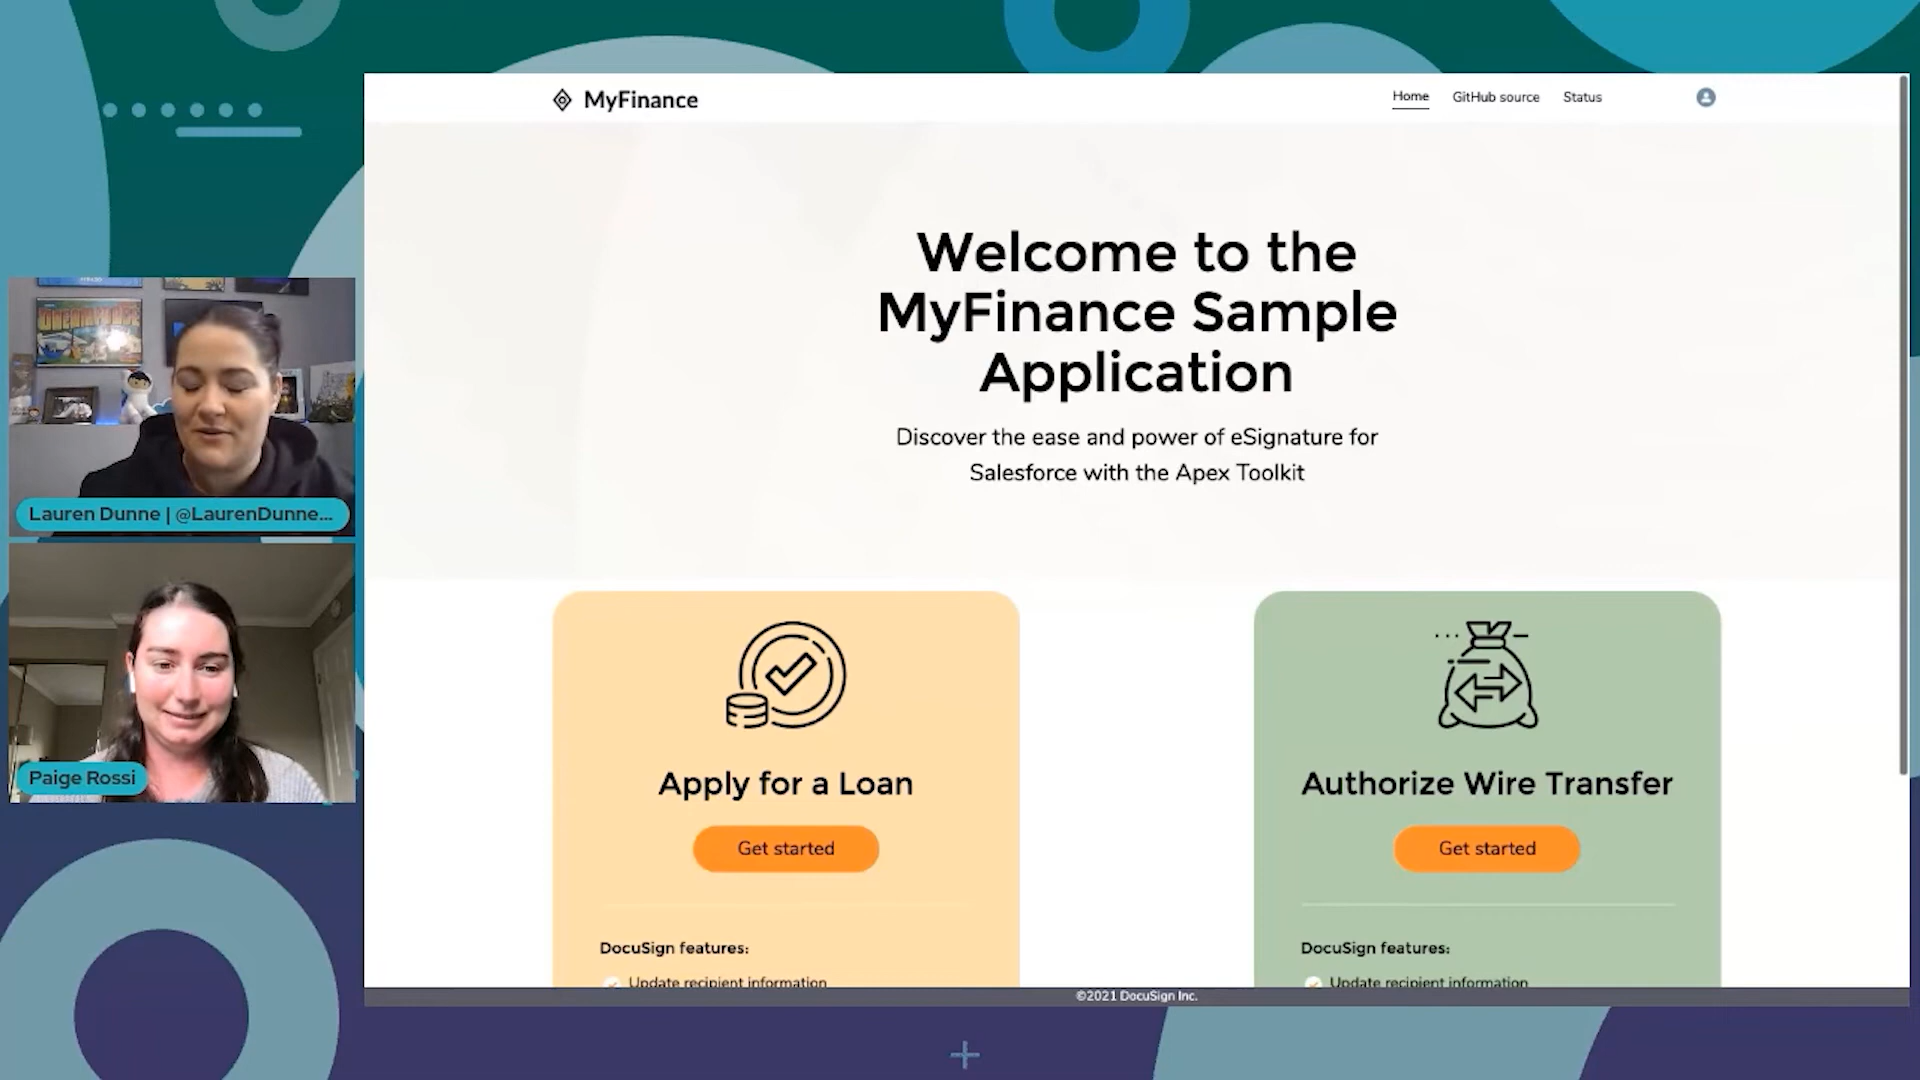 MyFinance
Home
GitHub source
Status
Welcome to the
MyFinance Sample
Application
Discover the ease and power of eSignature for
Salesforce with the Apex Toolkit
Lauren Dunne | @LaurenDunne...
Paige Rossi
Apply for a Loan
Get started
DocuSign features:
Update recipient information
Authorize Wire Transfer
Get started
DocuSign features:
Update recipient information
©2021 DocuSign Inc.